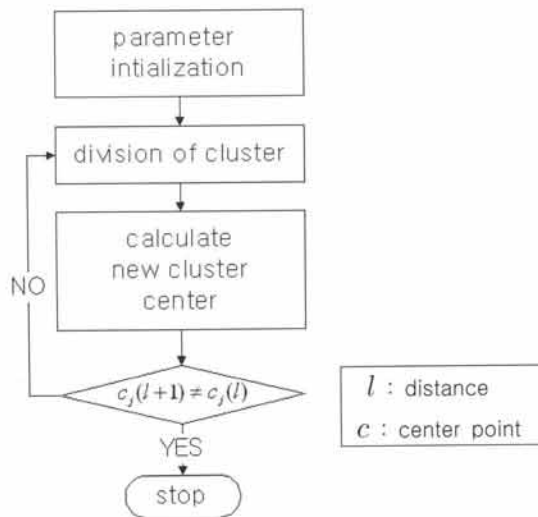 parameter
intialization
division of cluster
calculate
new cluster
center
NO
c_j(l+1) ≠ c_j(l)
YES
stop
l : distance
c : center point